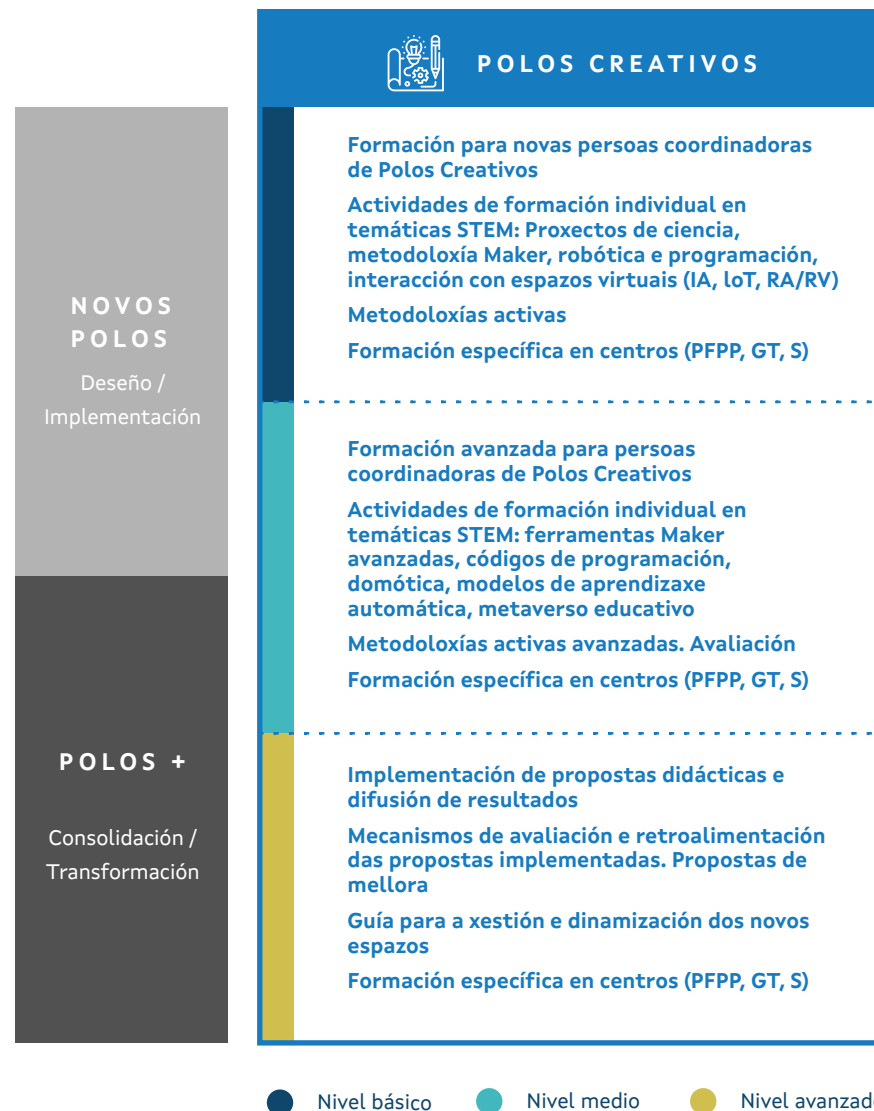 POLOS CREATIVOS
NOVOS
POLOS
Deseño /
Implementación
Formación para novas persoas coordinadoras
de Polos Creativos
Actividades de formación individual en
temáticas STEM: Proxectos de ciencia,
metodoloxía Maker, robótica e programación,
interacción con espazos virtuais (IA, loT, RA/RV)
Metodoloxías activas
Formación específica en centros (PFPP, GT, S)
Formación avanzada para persoas
coordinadoras de Polos Creativos
Actividades de formación individual en
temáticas STEM: ferramentas Maker
avanzadas, códigos de programación,
domótica, modelos de aprendizaxe
automática, metaverso educativo
Metodoloxías activas avanzadas. Avaliación
Formación específica en centros (PFPP, GT, S)
POLOS +
Consolidación /
Transformación
Implementación de propostas didácticas e
difusión de resultados
Mecanismos de avaliación e retroalimentación
das propostas implementadas. Propostas de
mellora
Guía para a xestión e dinamización dos novos
espazos
Formación específica en centros (PFPP, GT, S)
Nivel básico Nivel medio Nivel avanzado